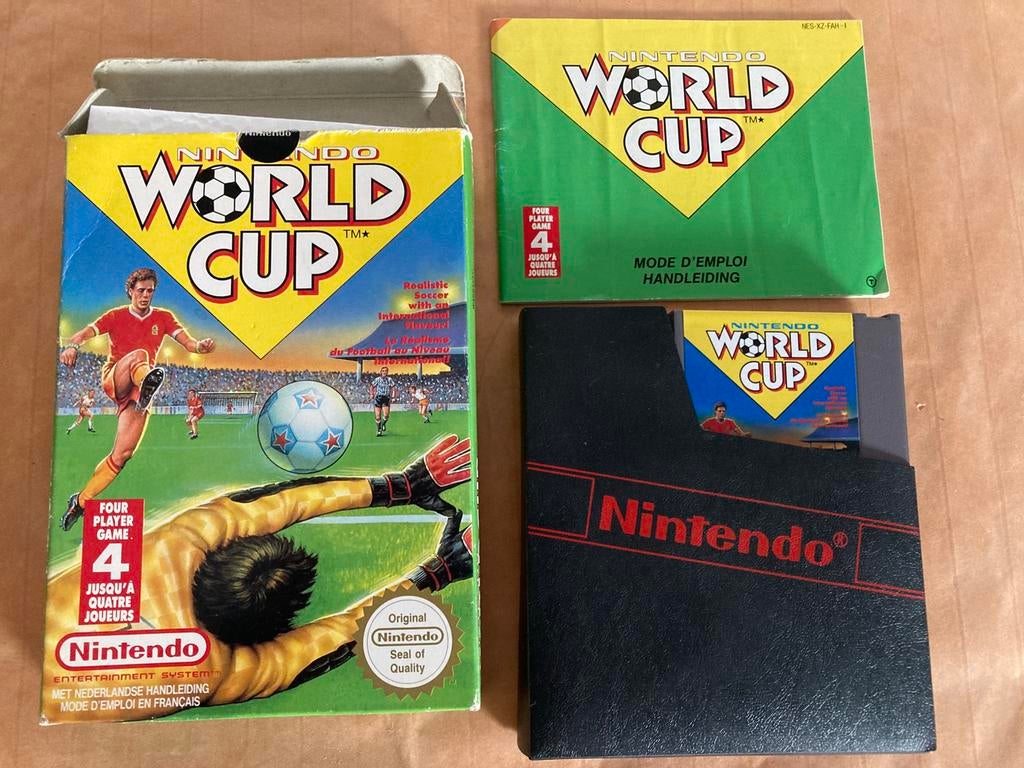 Nintendo
NINTENDO
WORLD
CUP
TM★
Realistic
Soccer
with an
International
Flavour!
Le Réalisme
du Football au Niveau
International!
FOUR
PLAYER
GAME
4
JUSQU'À
QUATRE
JOUEURS
Nintendo
ENTERTAINMENT SYSTEM™
MET NEDERLANDSE HANDLEIDING
MODE D'EMPLOI EN FRANÇAIS
Original
Nintendo
Seal of
Quality
NES-XZ-FAH-1
NINTENDO
WORLD
CUP
TM★
FOUR
PLAYER
GAME
4
JUSQU'À
QUATRE
JOUEURS
MODE D'EMPLOI
HANDLEIDING
NINTENDO
WORLD
CUP
TM★
Nintendo®